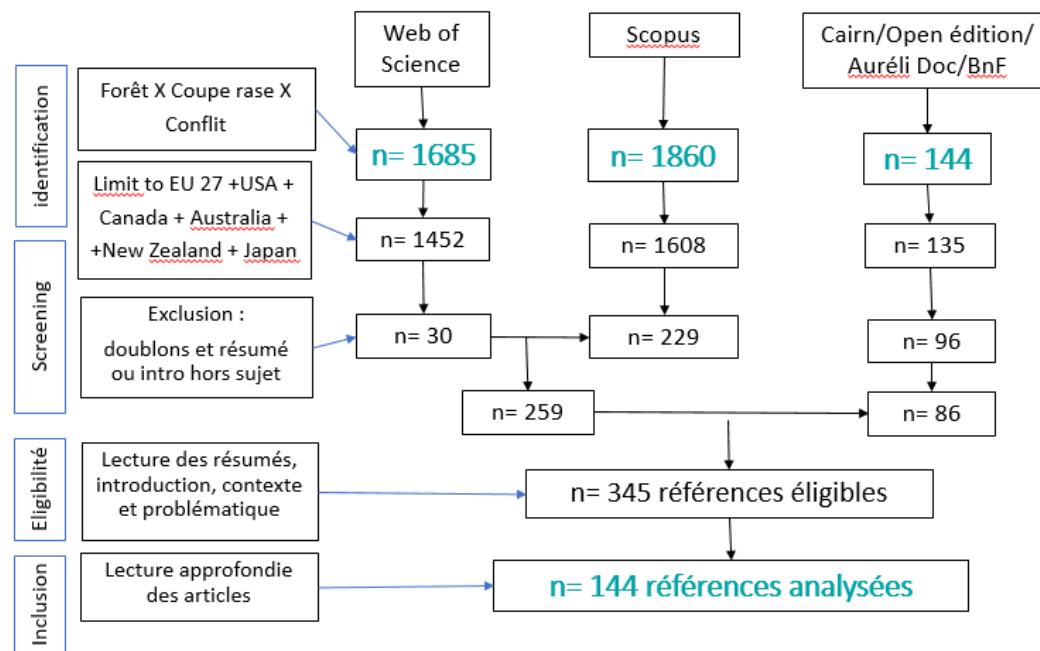 Web of
Science
Scopus
Cairn/Open édition/
Auréli Doc/BnF
identification
Forêt X Coupe rase X
Conflit
n= 1685
n= 1860
n= 144
Limit to EU 27 +USA +
Canada + Australia +
+New Zealand + Japan
n= 1452
n= 1608
n= 135
Screening
Exclusion :
doublons et résumé
ou intro hors sujet
n= 30
n= 229
n= 96
n= 259
n= 86
Eligibilité
Lecture des résumés,
introduction, contexte
et problématique
n= 345 références éligibles
Inclusion
Lecture approfondie
des articles
n= 144 références analysées